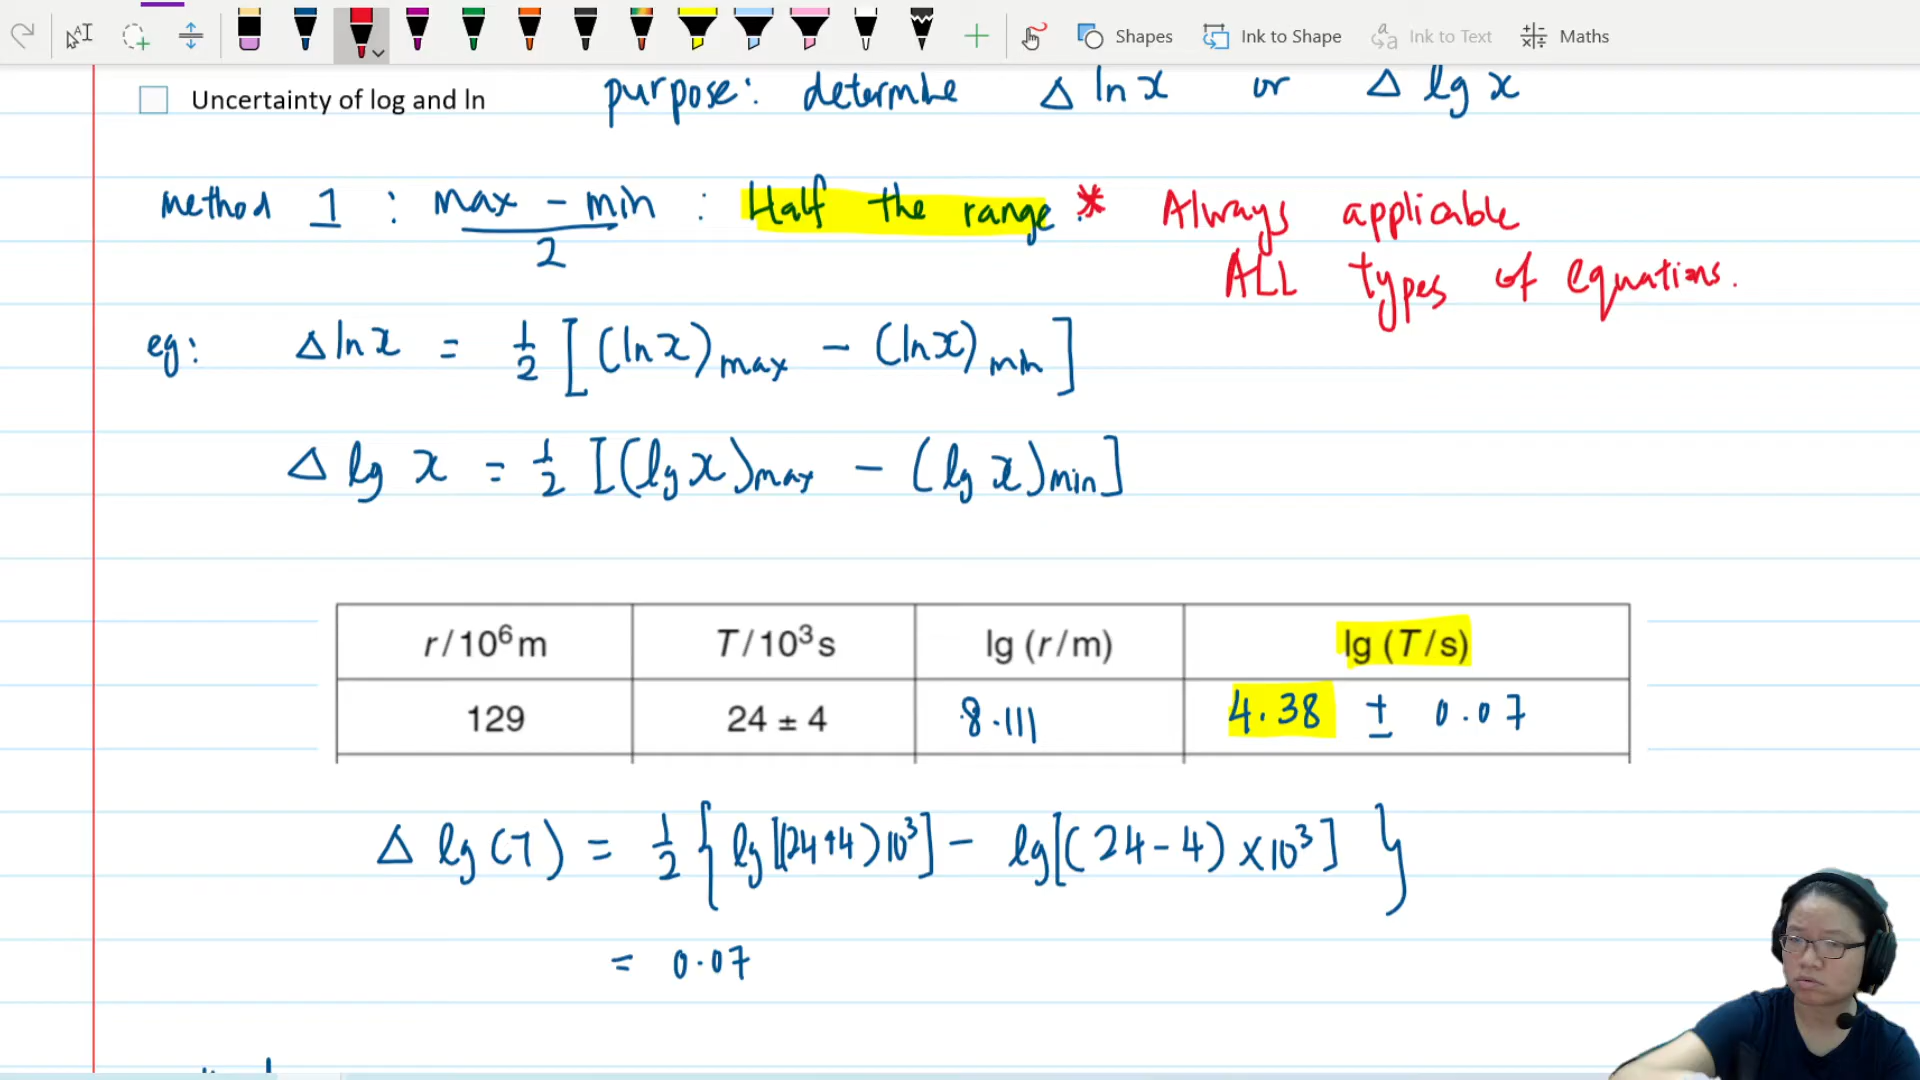 Shapes Ink to Shape Ink to Text Maths
Uncertainty of log and ln purpose: determine Δ ln x or Δ lg x
method 1 : max - min / 2 : Half the range * Always applicable
ALL types of equations.
eg: Δ ln x = 1/2 [(ln x)max - (ln x)min]
Δ lg x = 1/2 [(lg x)max - (lg x)min]
r/10⁶m T/10³s lg (r/m) lg (T/s)
129 24 ± 4 8.111 4.38 ± 0.07
Δ lg (T) = 1/2 { lg [(24+4)10³] - lg[(24-4) ×10³] }
= 0.07